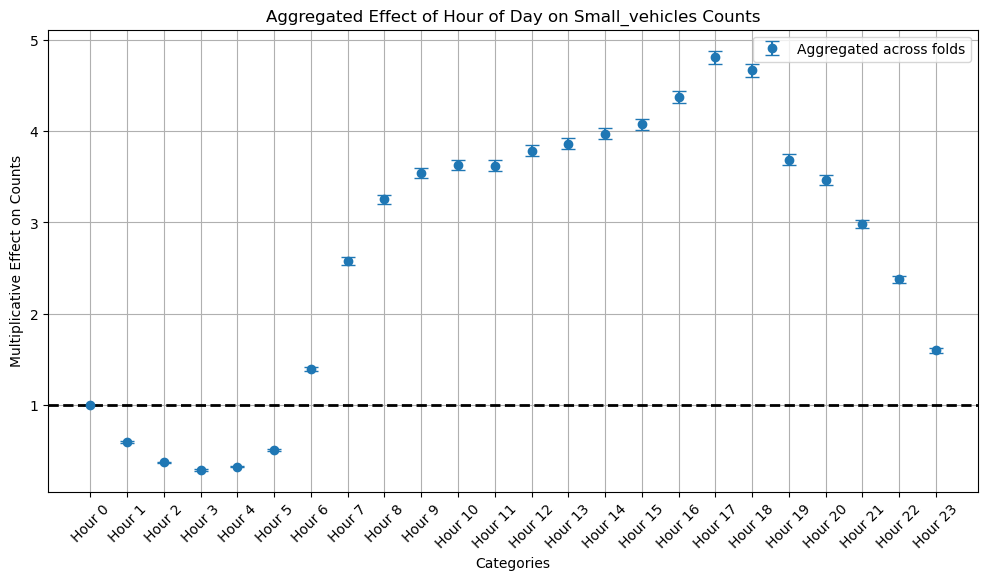 Aggregated Effect of Hour of Day on Small_vehicles Counts
Aggregated across folds
Multiplicative Effect on Counts
5
4
3
2
1
Hour 0
Hour 1
Hour 2
Hour 3
Hour 4
Hour 5
Hour 6
Hour 7
Hour 8
Hour 9
Hour 10
Hour 11
Hour 12
Hour 13
Hour 14
Hour 15
Hour 16
Hour 17
Hour 18
Hour 19
Hour 20
Hour 21
Hour 22
Hour 23
Categories